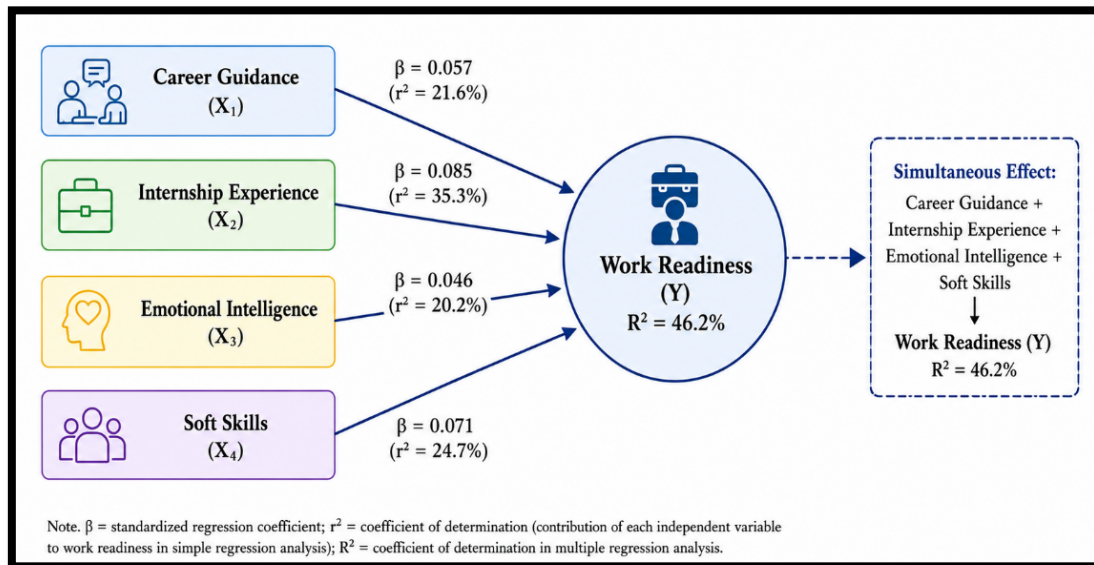 Career Guidance
(X₁)
β = 0.057
(r² = 21.6%)
Internship Experience
(X₂)
β = 0.085
(r² = 35.3%)
Emotional Intelligence
(X₃)
β = 0.046
(r² = 20.2%)
Soft Skills
(X₄)
β = 0.071
(r² = 24.7%)
Work Readiness
(Y)
R² = 46.2%
Simultaneous Effect:
Career Guidance +
Internship Experience +
Emotional Intelligence +
Soft Skills
Work Readiness (Y)
R² = 46.2%
Note. β = standardized regression coefficient; r² = coefficient of determination (contribution of each independent variable
to work readiness in simple regression analysis); R² = coefficient of determination in multiple regression analysis.